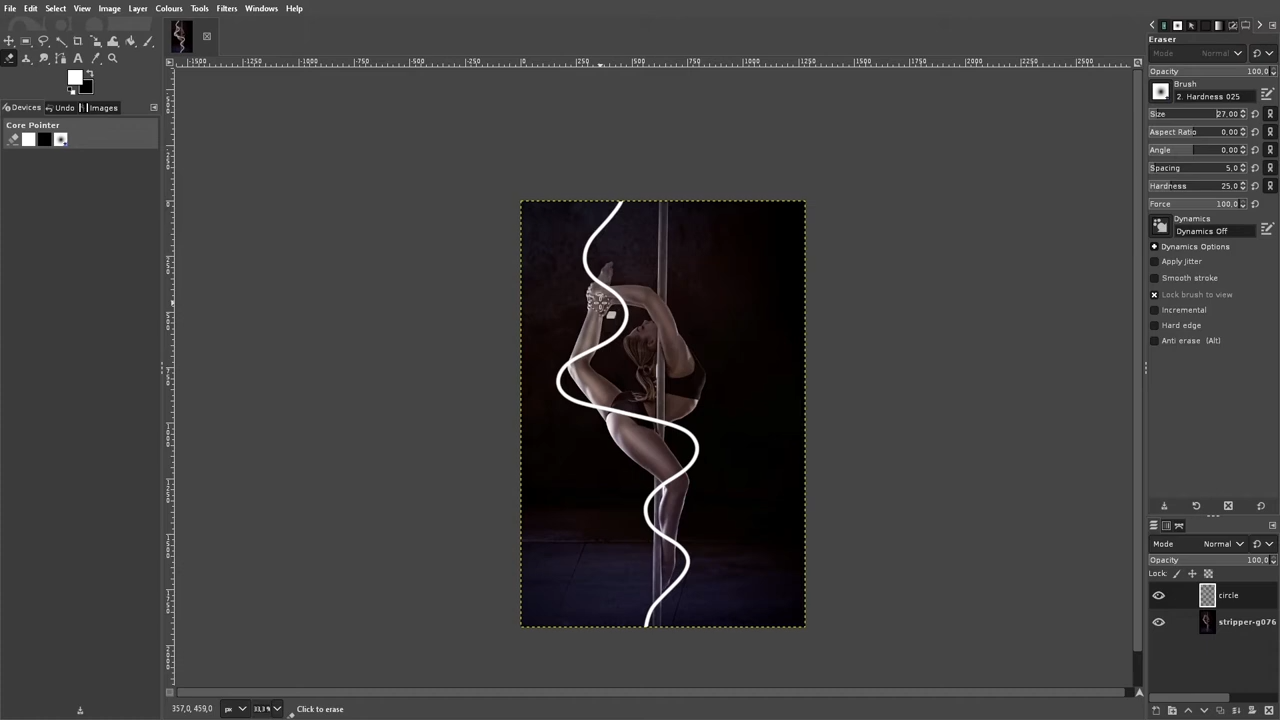 File Edit Select View Image Layer Colours Tools Filters Windows Help
Devices Undo Images
Core Pointer
Eraser
Mode Normal
Opacity 100,0
Brush
2. Hardness 025
Size 27,00
Aspect Ratio 0,00
Angle 0,00
Spacing 5,0
Hardness 25,0
Force 100,0
Dynamics
Dynamics Off
Dynamics Options
Apply Jitter
Smooth stroke
Lock brush to view
Incremental
Hard edge
Anti erase (Alt)
Mode Normal
Opacity 100,0
Lock:
circle
stripper-g076
357,0, 459,0 px 33,3 % Click to erase